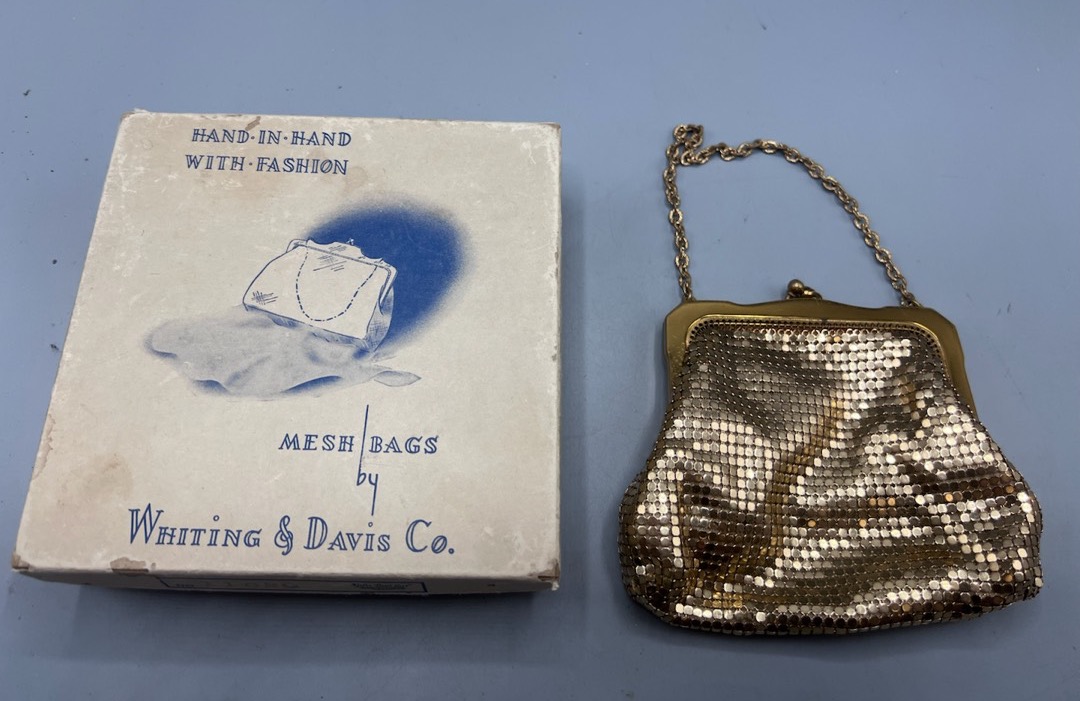 HAND·IN·HAND
WITH·FASHION
MESH BAGS
by
WHITING & DAVIS Co.